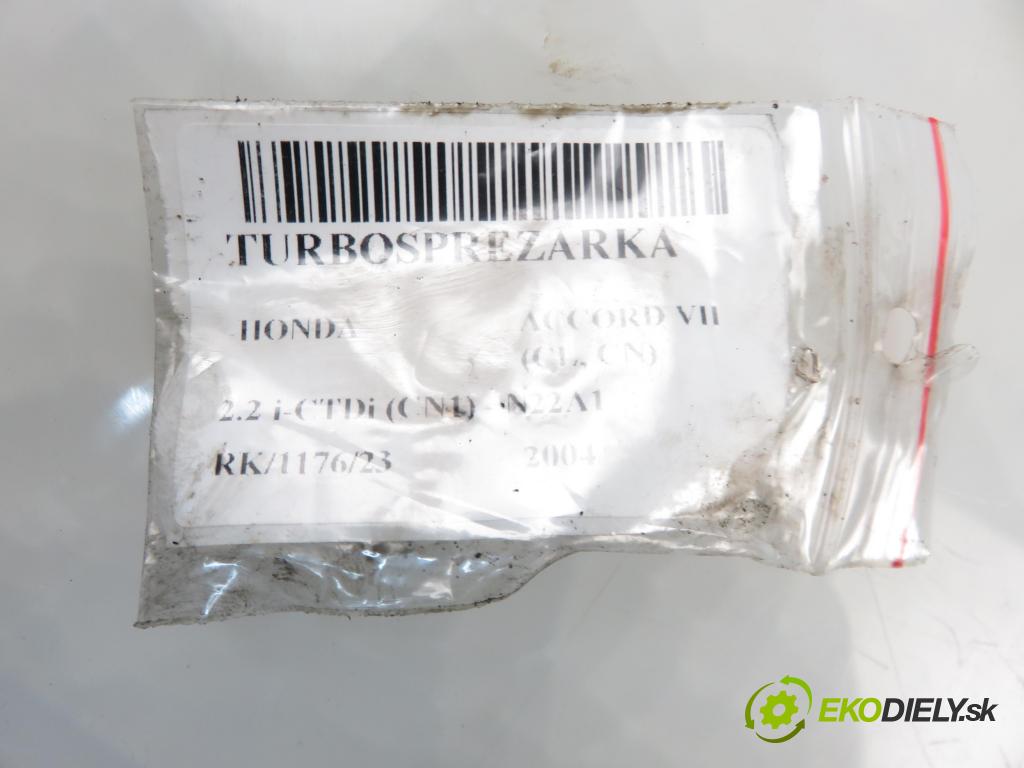 TURBOSPREZARKA
HONDA ACCORD VII
(CL, CN)
2.2 i-CTDi (CN1) N22A1
RK/1176/23 2004
EKODIELY.sk